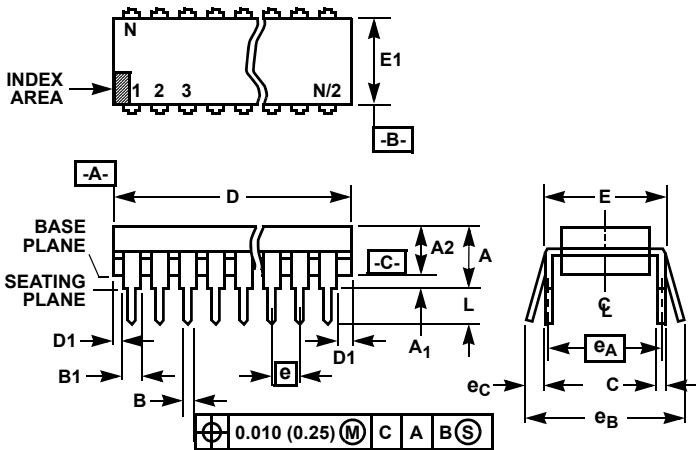 N
INDEX
AREA
1 2 3 N/2
E1
-B-
-A-
D
E
BASE
PLANE
A2
A
-C-
SEATING
PLANE
L
℄
D1
A1
D1
eA
B1
e
eC
C
B
eB
⌖ 0.010 (0.25) Ⓜ C A B Ⓢ